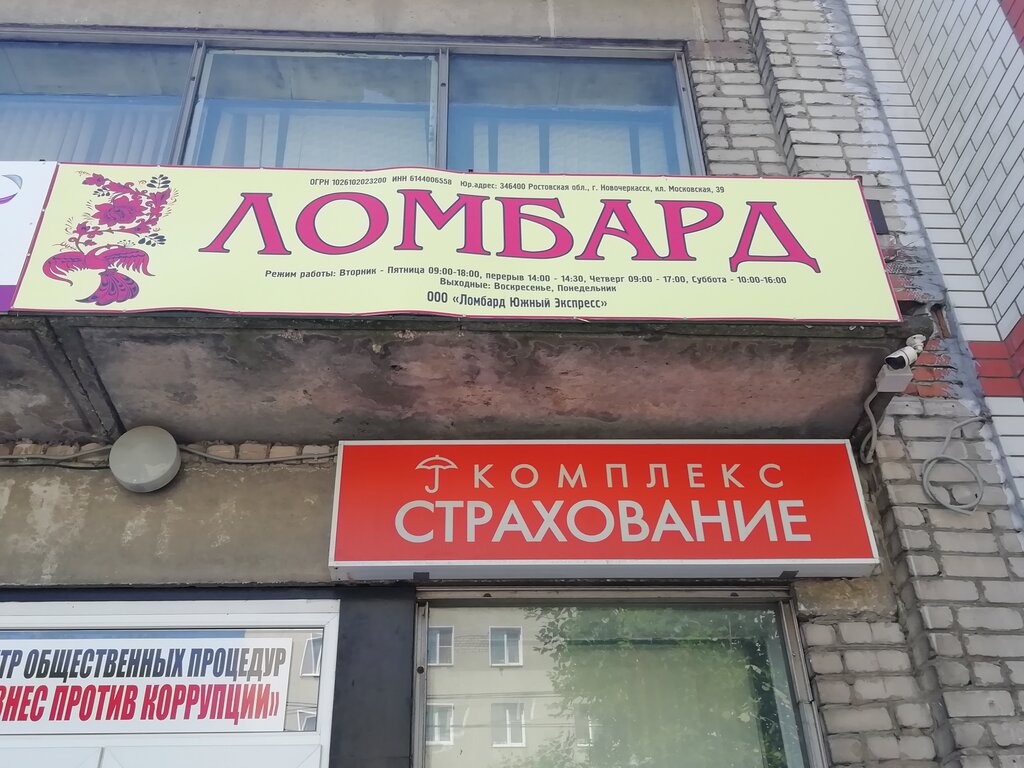 ОГРН 1026102023200 ИНН 6144006558 Юр.адрес: 346400 Ростовская обл., г. Новочеркасск, кл. Московская, 39
ЛОМБАРД
Режим работы: Вторник - Пятница 09:00-18:00, перерыв 14:00 - 14:30, Четверг 09:00 - 17:00, Суббота - 10:00-16:00
Выходные: Воскресенье, Понедельник
ООО «Ломбард Южный Экспресс»
КОМПЛЕКС
СТРАХОВАНИЕ
ТР ОБЩЕСТВЕННЫХ ПРОЦЕДУР
ЗНЕС ПРОТИВ КОРРУПЦИИ»